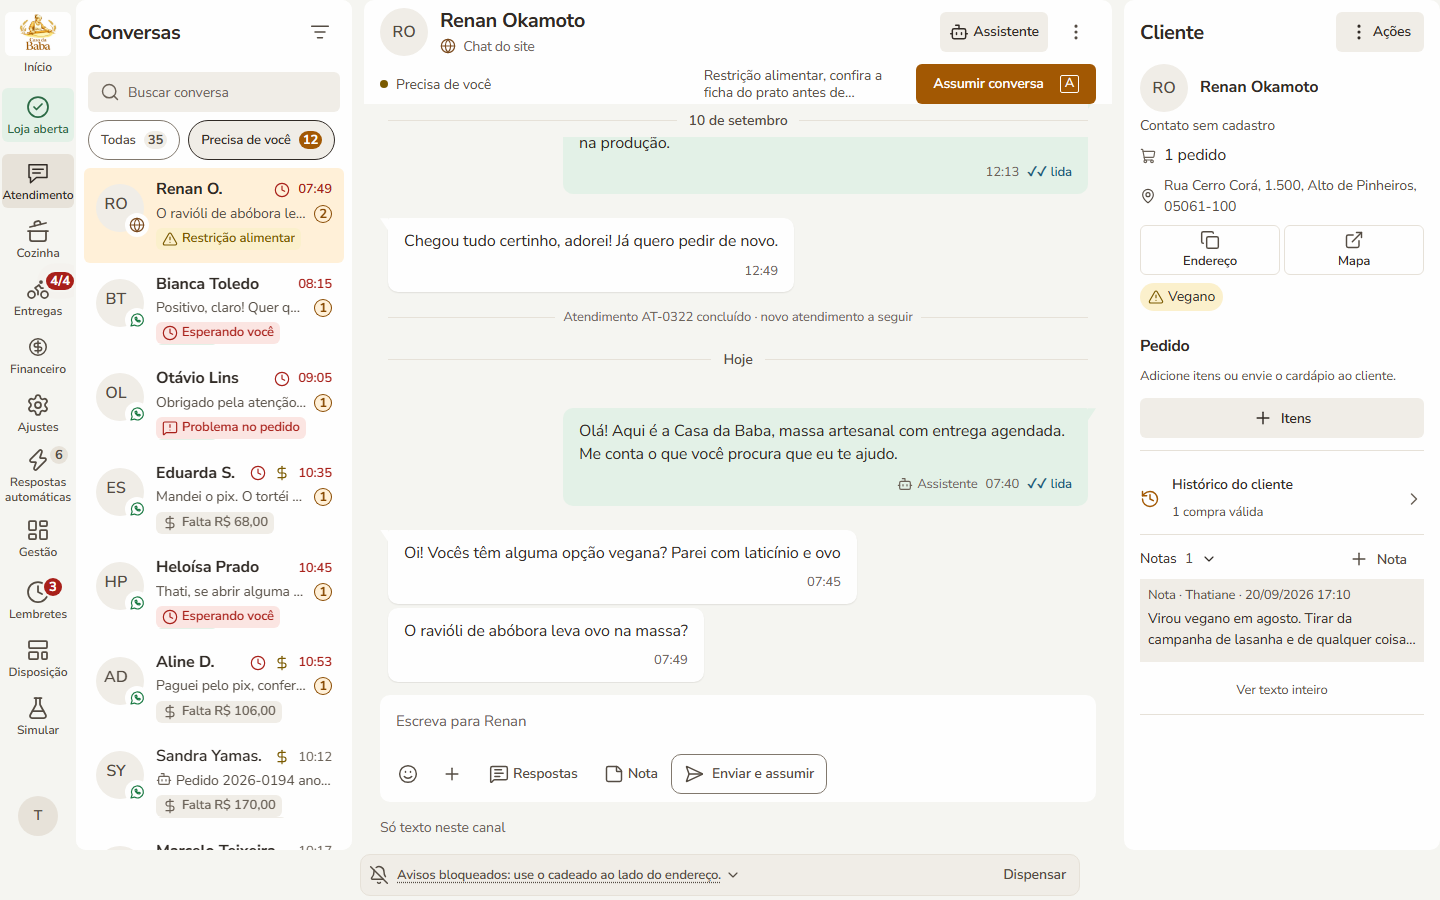 Casa da
Baba
Início
Loja aberta
Atendimento
Cozinha
4/4
Entregas
Financeiro
Ajustes
6
Respostas
automáticas
Gestão
3
Lembretes
Disposição
Simular
T
Conversas
Buscar conversa
Todas 35
Precisa de você 12
RO
Renan O. 07:49
O ravióli de abóbora le... 2
Restrição alimentar
BT
Bianca Toledo 08:15
Positivo, claro! Quer q... 1
Esperando você
OL
Otávio Lins 09:05
Obrigado pela atenção... 1
Problema no pedido
ES
Eduarda S. 10:35
Mandei o pix. O tortéi ... 1
Falta R$ 68,00
HP
Heloísa Prado 10:45
Thati, se abrir alguma ... 1
Esperando você
AD
Aline D. 10:53
Paguei pelo pix, confer... 1
Falta R$ 106,00
SY
Sandra Yamas. 10:12
Pedido 2026-0194 ano...
Falta R$ 170,00
Marcelo Teixeira 10:17
RO
Renan Okamoto
Chat do site
Assistente
Precisa de você
Restrição alimentar, confira a
ficha do prato antes de...
Assumir conversa A
10 de setembro
na produção.
12:13 lida
Chegou tudo certinho, adorei! Já quero pedir de novo.
12:49
Atendimento AT-0322 concluído · novo atendimento a seguir
Hoje
Olá! Aqui é a Casa da Baba, massa artesanal com entrega agendada.
Me conta o que você procura que eu te ajudo.
Assistente 07:40 lida
Oi! Vocês têm alguma opção vegana? Parei com laticínio e ovo
07:45
O ravióli de abóbora leva ovo na massa?
07:49
Escreva para Renan
Respostas
Nota
Enviar e assumir
Só texto neste canal
Avisos bloqueados: use o cadeado ao lado do endereço.
Dispensar
Cliente
Ações
RO
Renan Okamoto
Contato sem cadastro
1 pedido
Rua Cerro Corá, 1.500, Alto de Pinheiros,
05061-100
Endereço
Mapa
Vegano
Pedido
Adicione itens ou envie o cardápio ao cliente.
Itens
Histórico do cliente
1 compra válida
Notas 1
Nota
Nota · Thatiane · 20/09/2026 17:10
Virou vegano em agosto. Tirar da
campanha de lasanha e de qualquer coisa...
Ver texto inteiro